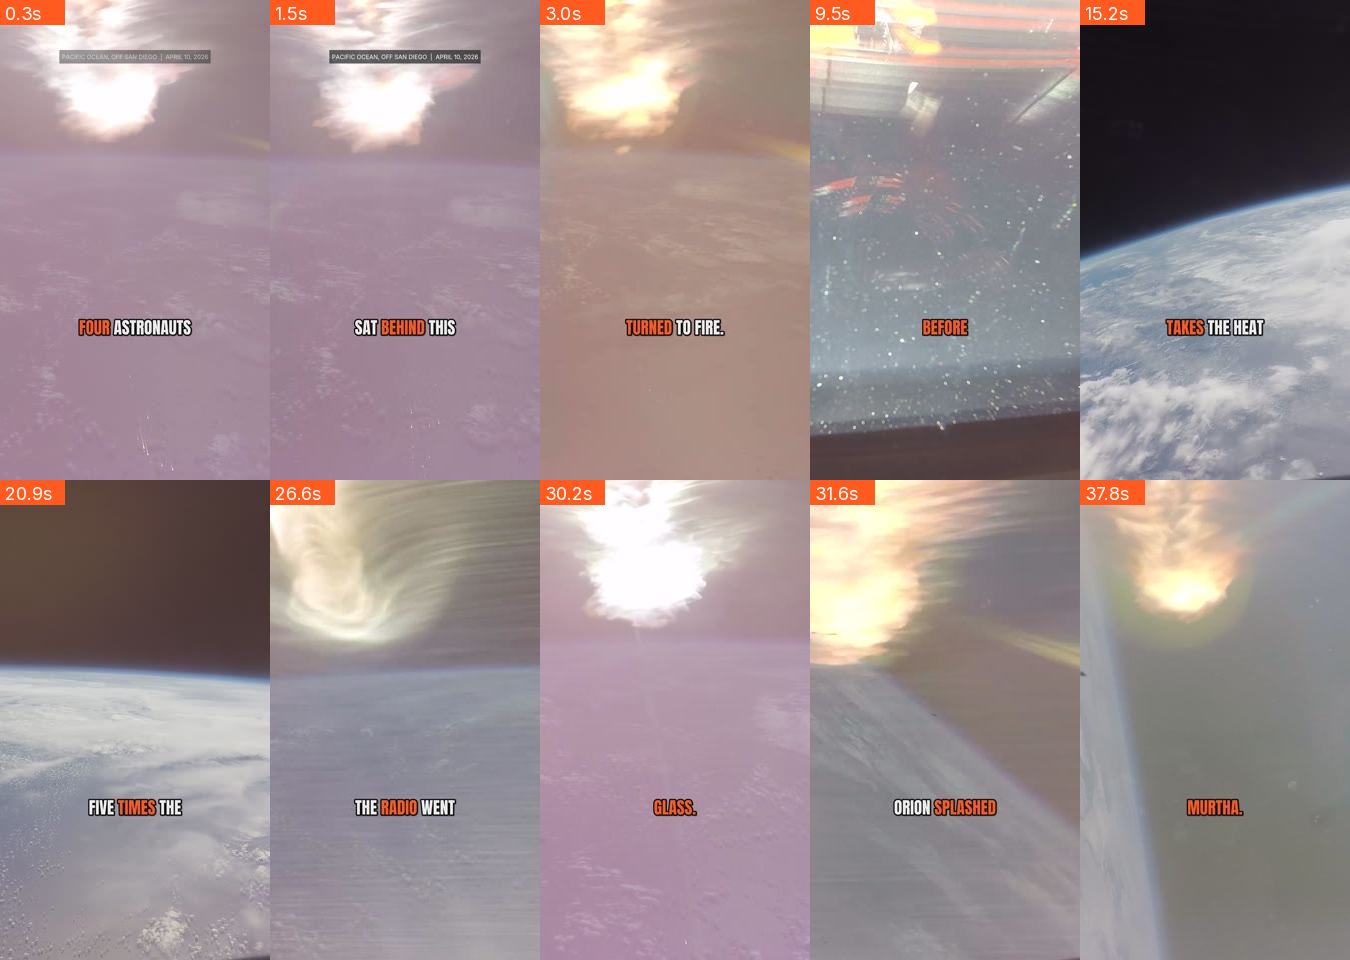 0.3s
PACIFIC OCEAN, OFF SAN DIEGO | APRIL 10, 2026
FOUR ASTRONAUTS
1.5s
PACIFIC OCEAN, OFF SAN DIEGO | APRIL 10, 2026
SAT BEHIND THIS
3.0s
TURNED TO FIRE.
9.5s
BEFORE
15.2s
TAKES THE HEAT
20.9s
FIVE TIMES THE
26.6s
THE RADIO WENT
30.2s
GLASS.
31.6s
ORION SPLASHED
37.8s
MURTHA.